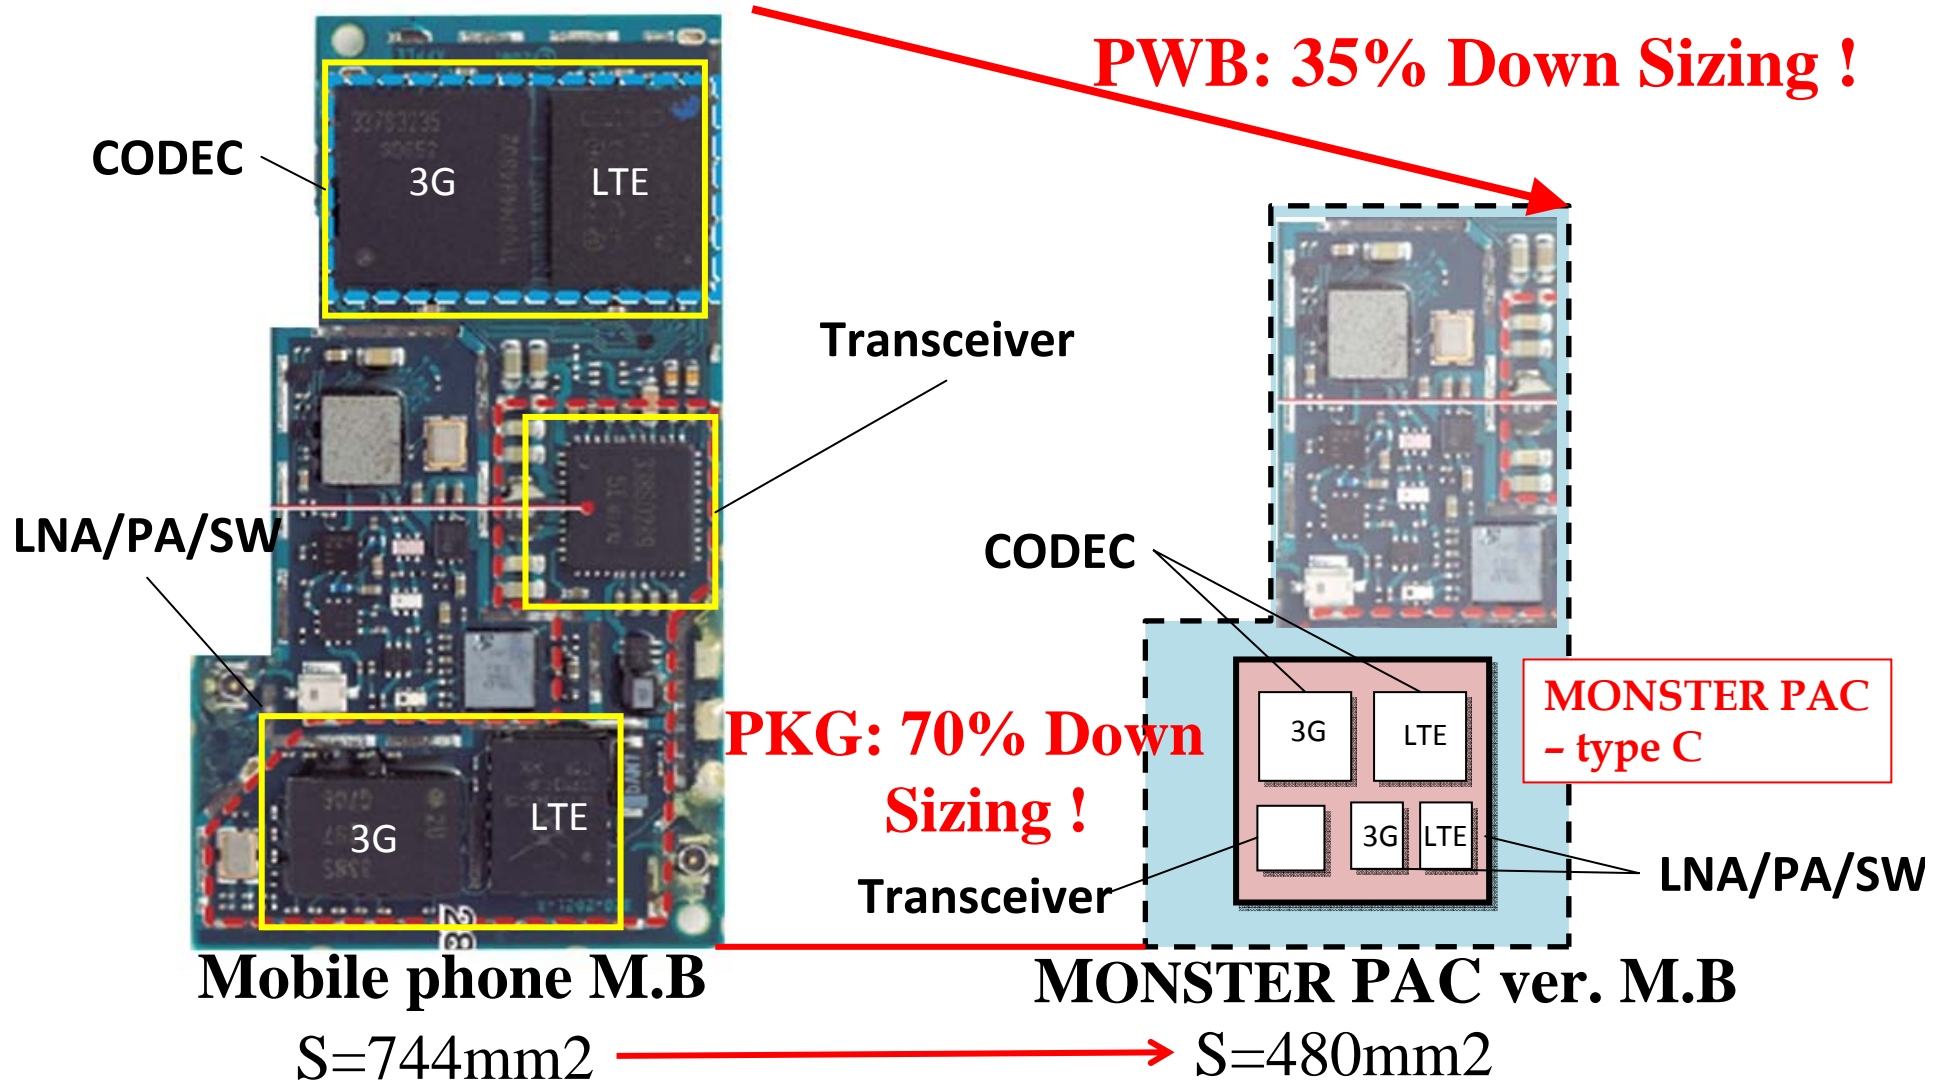 PWB: 35% Down Sizing !
CODEC
3G
LTE
Transceiver
LNA/PA/SW
3G
LTE
PKG: 70% Down
Sizing !
CODEC
3G
LTE
MONSTER PAC
– type C
3G
LTE
Transceiver
LNA/PA/SW
Mobile phone M.B
MONSTER PAC ver. M.B
S=744mm2
S=480mm2